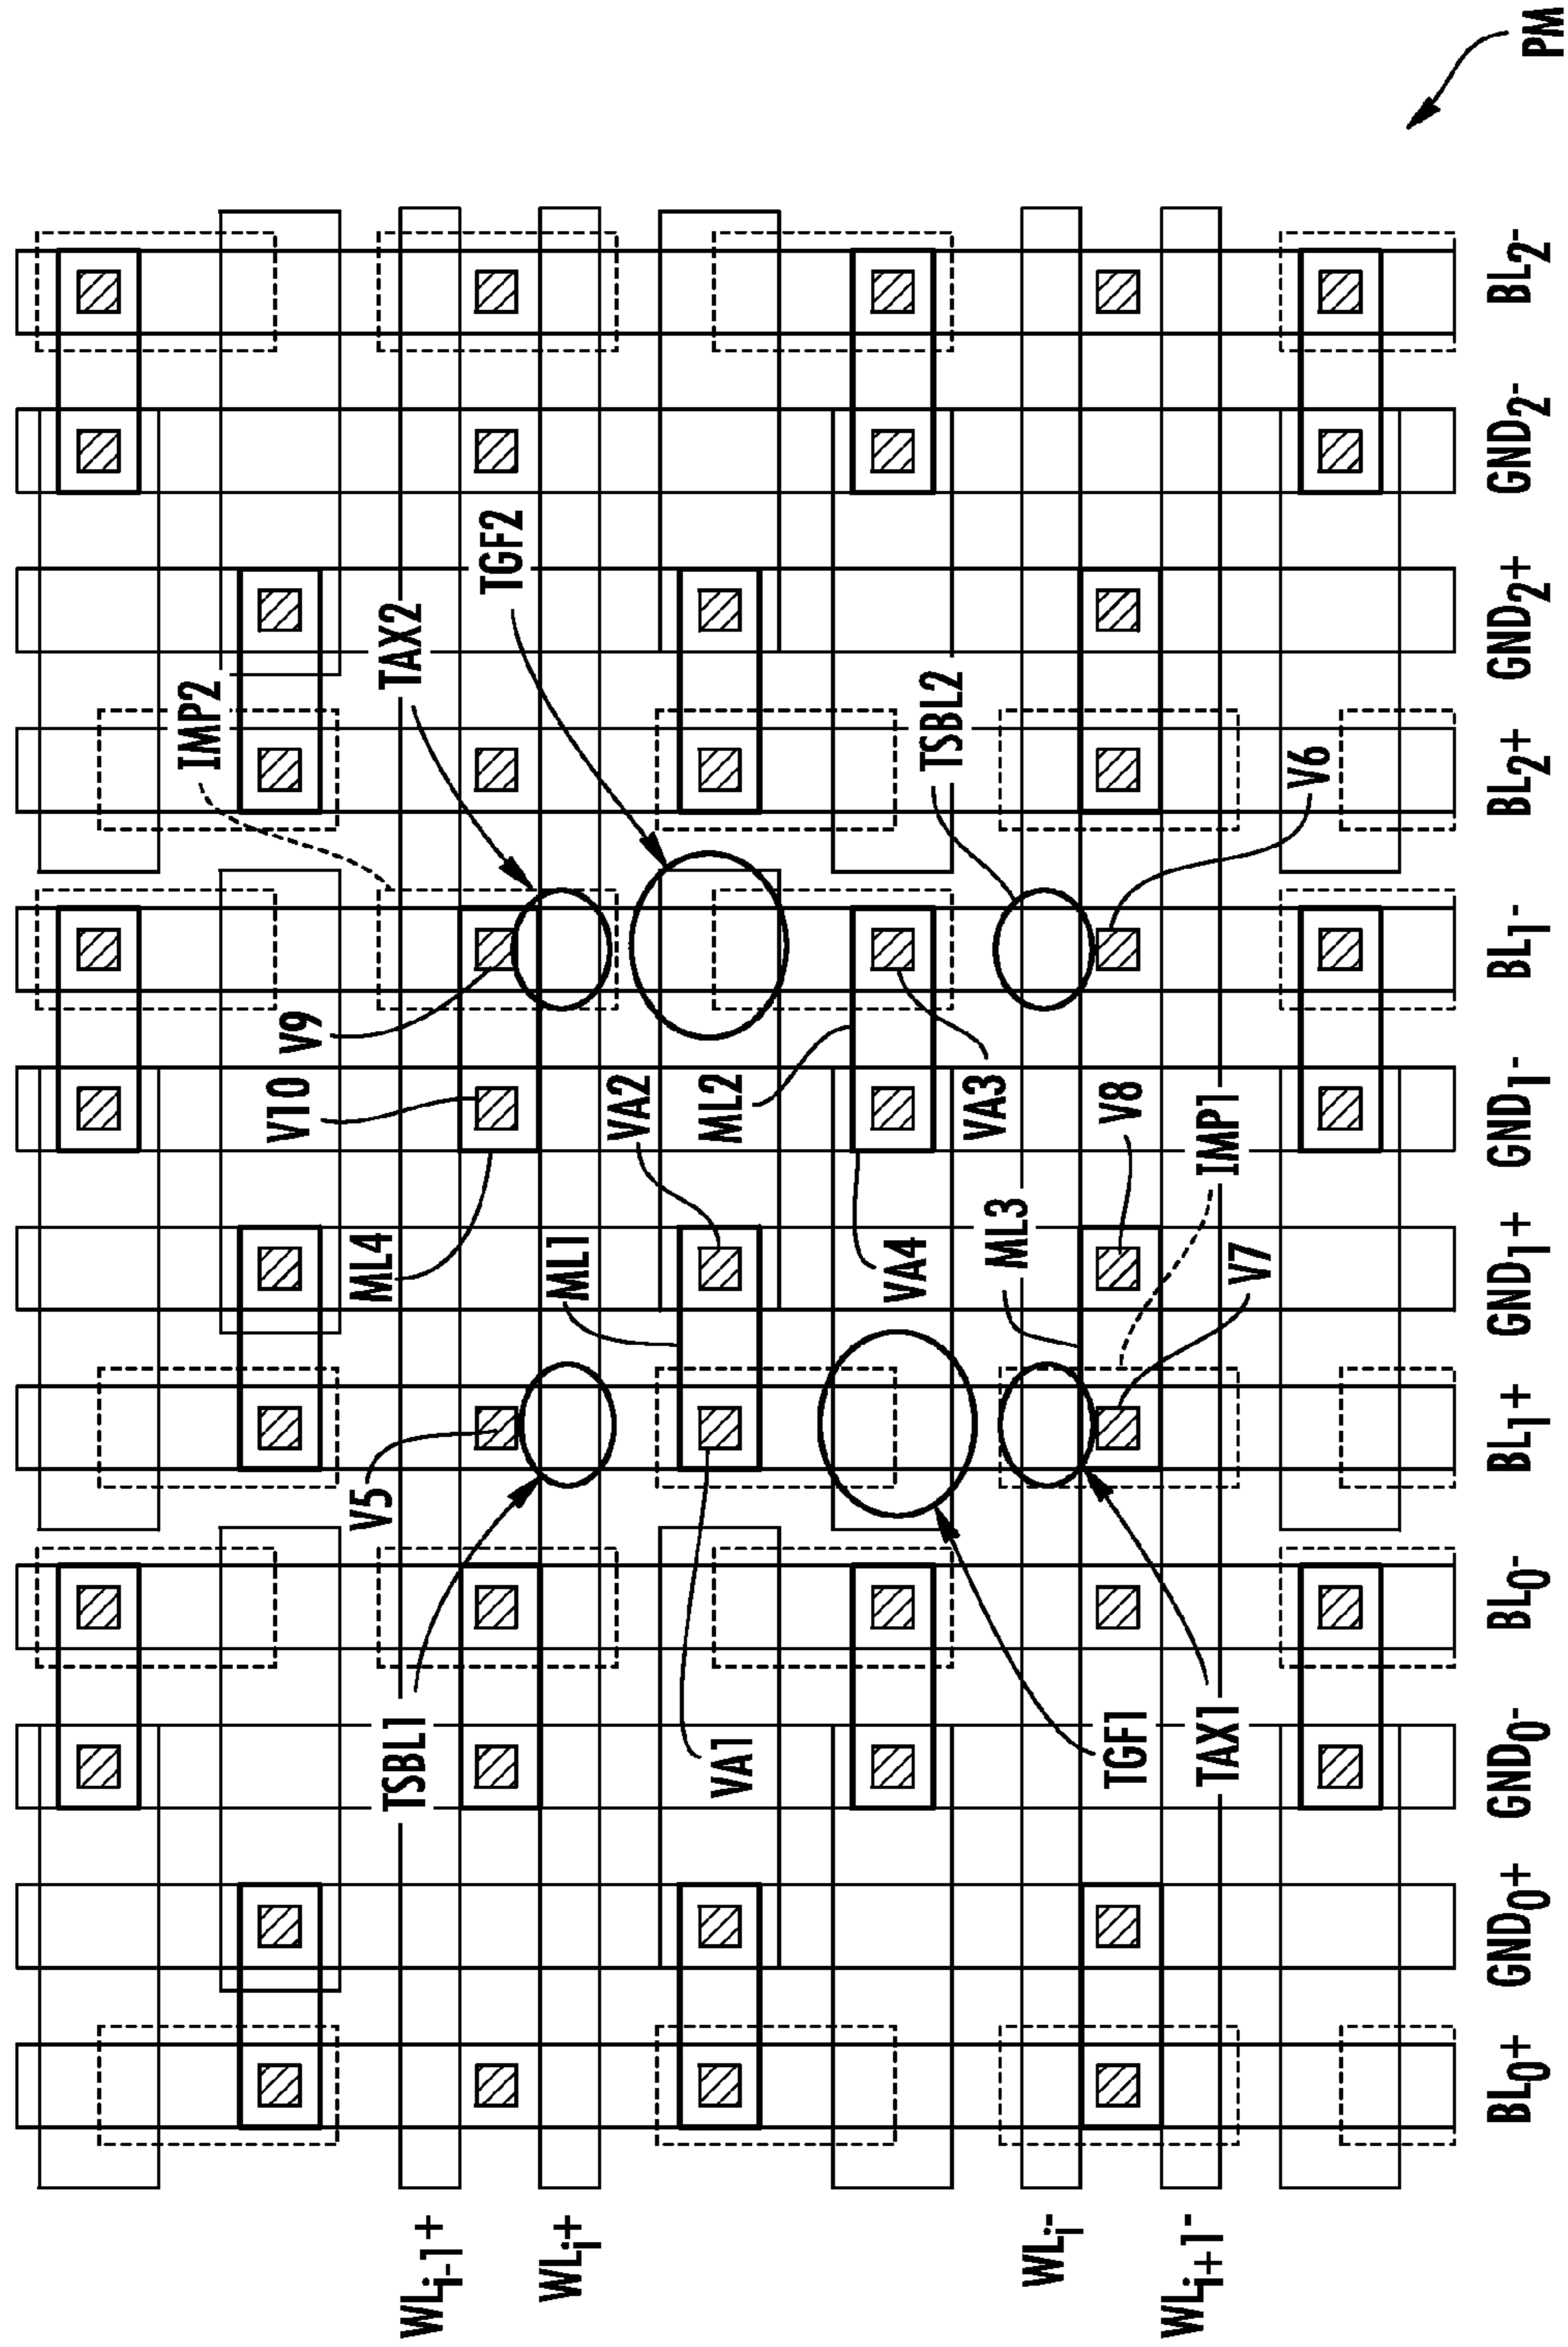 PM
BL2-
GND2-
GND2+
BL2+
BL1-
GND1-
GND1+
BL1+
BL0-
GND0-
GND0+
BL0+
TGF2
TAX2
IMP2
TSBL2
V6
V9
V10
VA2
ML2
VA3
V8
IMP1
ML4
ML1
VA4
ML3
V7
V5
TSBL1
VA1
TGF1
TAX1
WLi-1+
WLi+
WLi-
WLi+1-